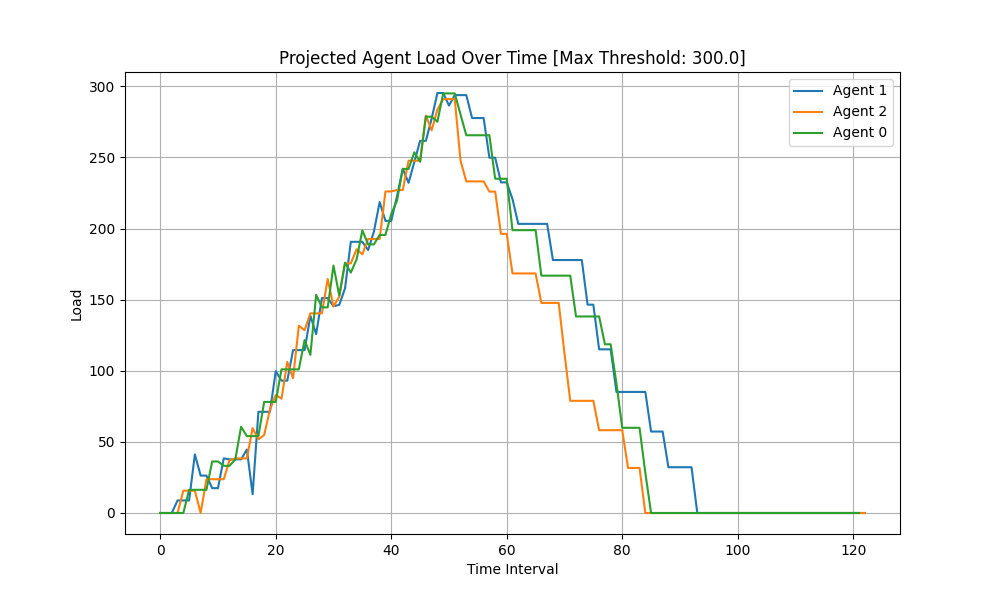 Projected Agent Load Over Time [Max Threshold: 300.0]
Agent 1
Agent 2
Agent 0
Load
300
250
200
150
100
50
0
0 20 40 60 80 100 120
Time Interval